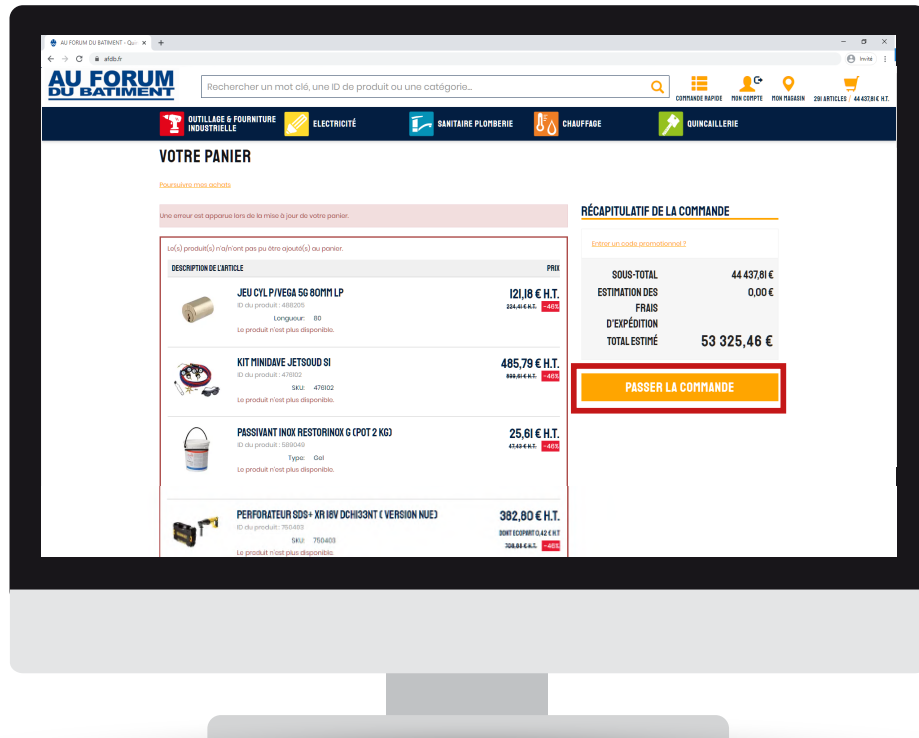 AU FORUM DU BATIMENT - Quin
afdb.fr
Invité
AU FORUM
DU BATIMENT
Rechercher un mot clé, une ID de produit ou une catégorie...
COMMANDE RAPIDE
MON COMPTE
MON MAGASIN
291 ARTICLES / 44 437,81 € H.T.
OUTILLAGE & FOURNITURE
INDUSTRIELLE
ELECTRICITÉ
SANITAIRE PLOMBERIE
CHAUFFAGE
QUINCAILLERIE
VOTRE PANIER
Poursuivre mes achats
Une erreur est apparue lors de la mise à jour de votre panier.
Le(s) produit(s) n'a/n'ont pas pu être ajouté(s) au panier.
DESCRIPTION DE L'ARTICLE PRIX
JEU CYL P/VEGA 5G 80MM LP 121,18 € H.T.
ID du produit : 488205 224,41 € H.T. -46%
Longueur: 80
Le produit n'est plus disponible.
KIT MINIDAVE JETSOUD SI 485,79 € H.T.
ID du produit : 476102 -46%
SKU: 476102
Le produit n'est plus disponible.
PASSIVANT INOX RESTORINOX G (POT 2 KG) 25,61 € H.T.
ID du produit : 589049 47,43 € H.T. -46%
Type: Gel
Le produit n'est plus disponible.
PERFORATEUR SDS+ XR 18V DCH133NT ( VERSION NUE) 382,80 € H.T.
ID du produit : 750403 DONT ECOPART 0,42 € H.T
SKU: 750403 -46%
Le produit n'est plus disponible.
RÉCAPITULATIF DE LA COMMANDE
Entrer un code promotionnel ?
SOUS-TOTAL 44 437,81 €
ESTIMATION DES 0,00 €
FRAIS
D'EXPÉDITION
TOTAL ESTIMÉ 53 325,46 €
PASSER LA COMMANDE